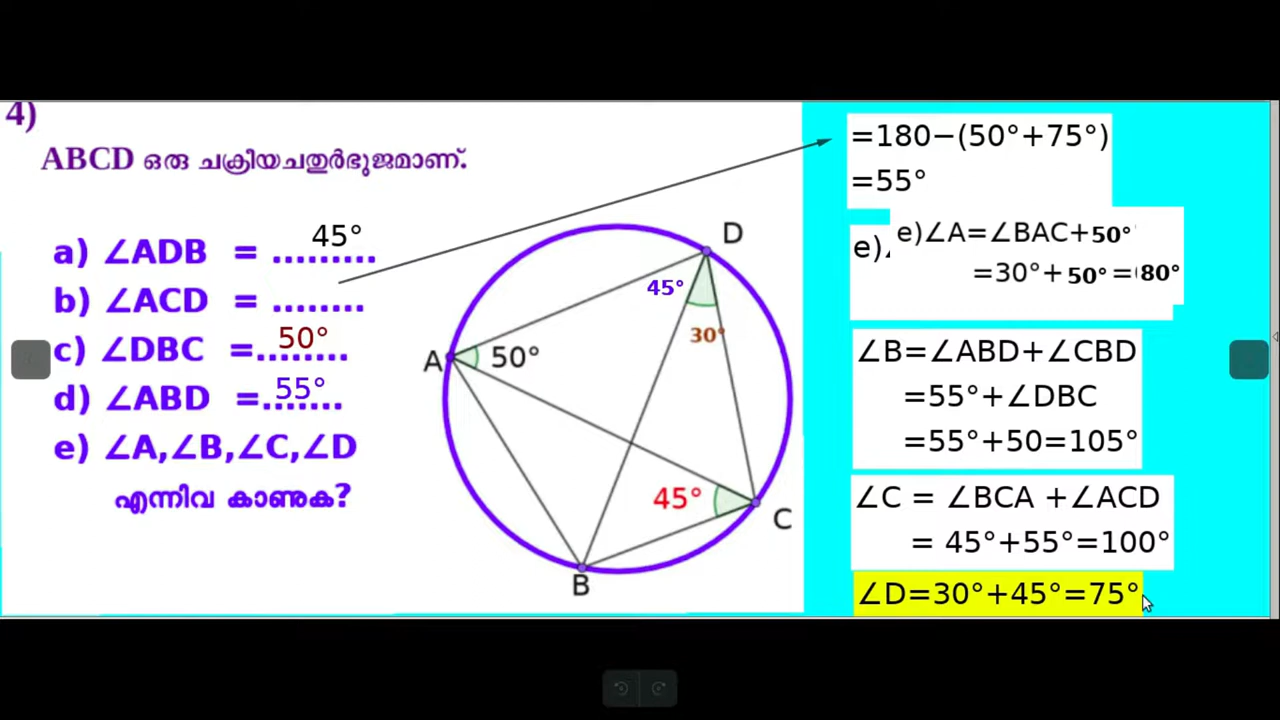 4)
ABCD ഒരു ചക്രിയചതുർഭുജമാണ്.
a) ∠ADB = .........
45°
b) ∠ACD = ........
c) ∠DBC =........
50°
d) ∠ABD =.......
55°
e) ∠A,∠B,∠C,∠D
എന്നിവ കാണുക?
D
45°
30°
A
50°
45°
C
B
=180−(50°+75°)
=55°
e)
e)∠A=∠BAC+50°
=30°+50°=80°
∠B=∠ABD+∠CBD
=55°+∠DBC
=55°+50=105°
∠C = ∠BCA +∠ACD
= 45°+55°=100°
∠D=30°+45°=75°